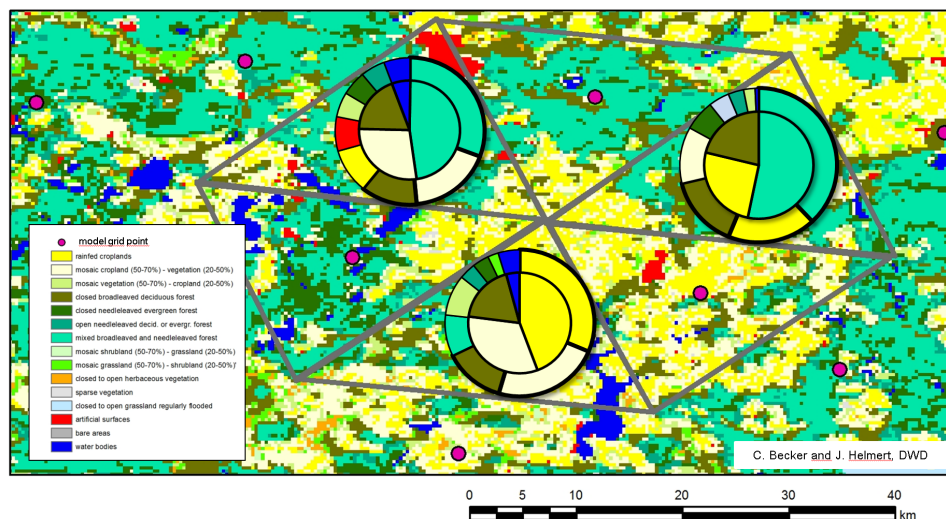 model grid point
rainfed croplands
mosaic cropland (50-70%) - vegetation (20-50%)
mosaic vegetation (50-70%) - cropland (20-50%)
closed broadleaved deciduous forest
closed needleleaved evergreen forest
open needleleaved decid. or evergr. forest
mixed broadleaved and needleleaved forest
mosaic shrubland (50-70%) - grassland (20-50%)
mosaic grassland (50-70%) - shrubland (20-50%)'
closed to open herbaceous vegetation
sparse vegetation
closed to open grassland regularly flooded
artificial surfaces
bare areas
water bodies
C. Becker and J. Helmert, DWD
0 5 10 20 30 40
km